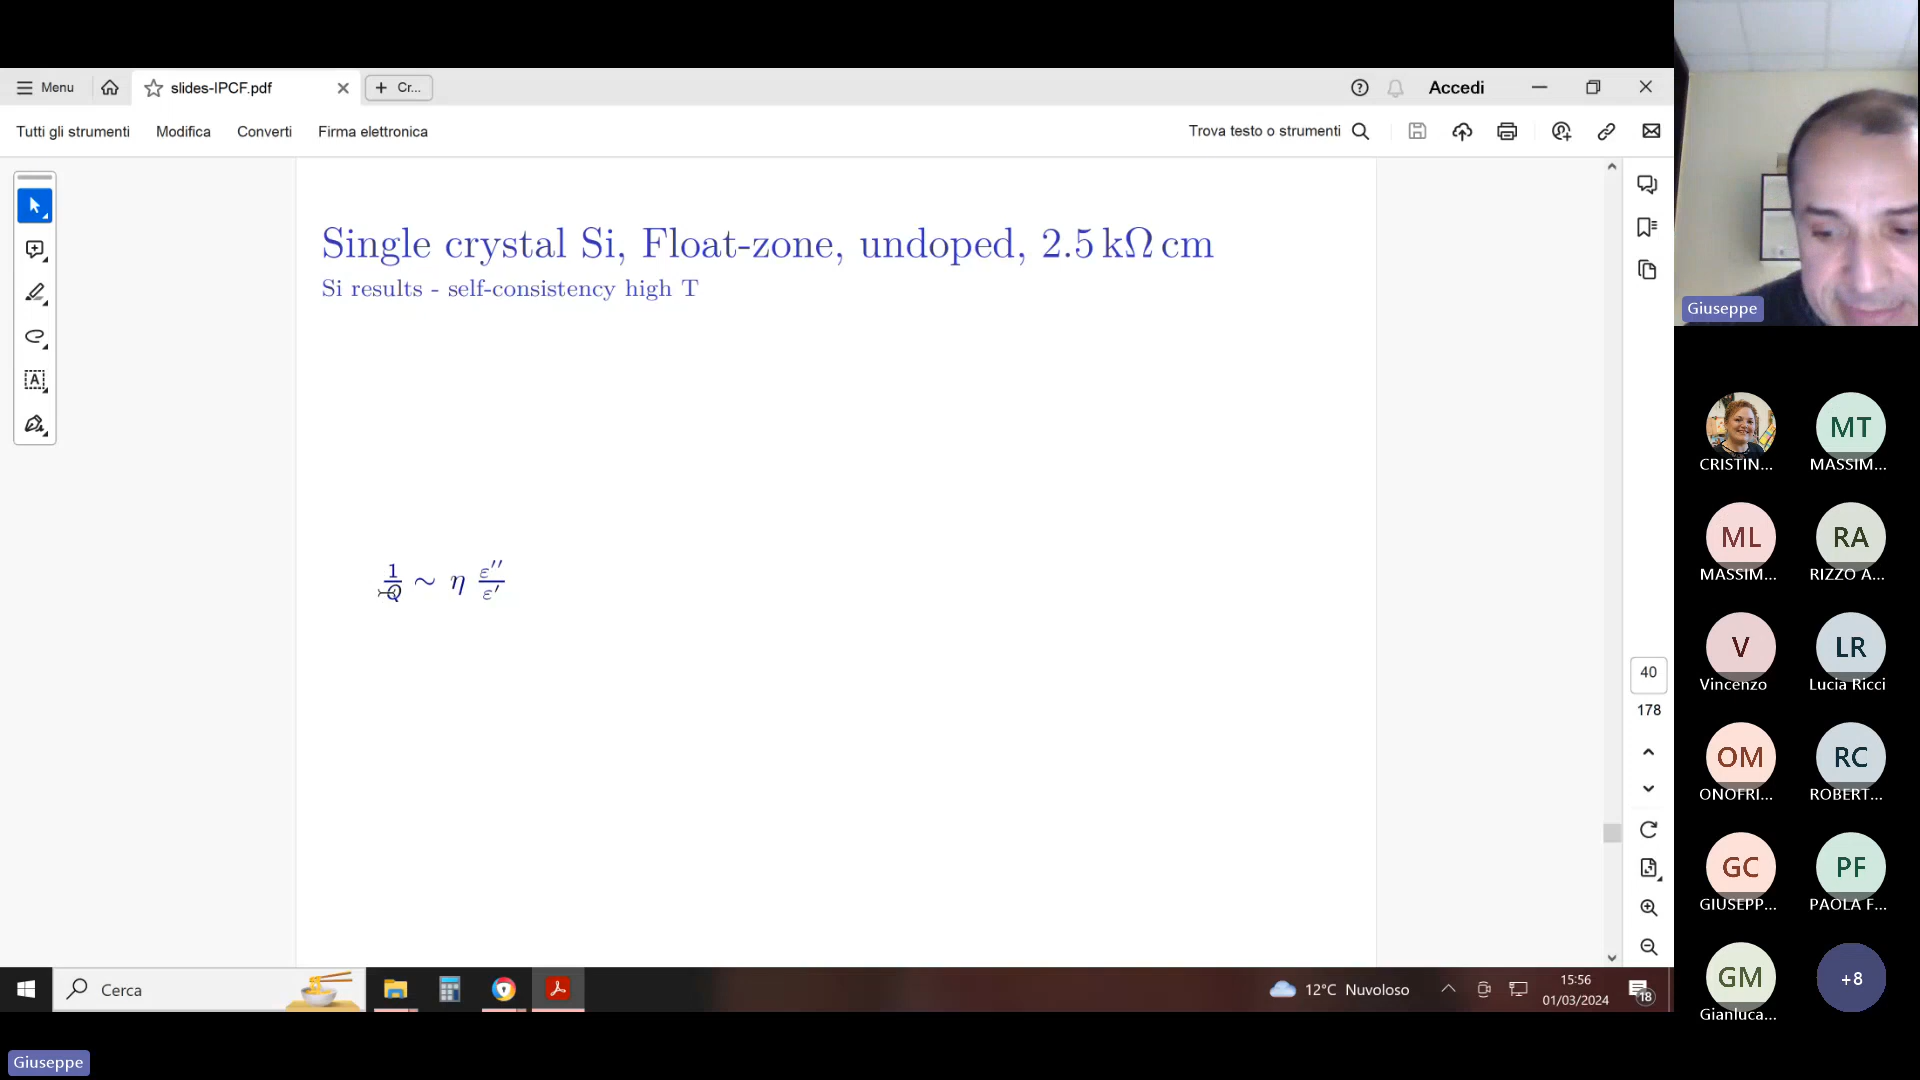 Menu
slides-IPCF.pdf
Cr...
Accedi
Tutti gli strumenti
Modifica
Converti
Firma elettronica
Trova testo o strumenti
Single crystal Si, Float-zone, undoped, 2.5 kΩ cm
Si results - self-consistency high T
1/Q ∼ η ε''/ε'
40
178
Cerca
12°C Nuvoloso
15:56
01/03/2024
18
Giuseppe
Giuseppe
CRISTIN...
MT
MASSIM...
ML
MASSIM...
RA
RIZZO A...
V
Vincenzo
LR
Lucia Ricci
OM
ONOFRI...
RC
ROBERT...
GC
GIUSEPP...
PF
PAOLA F...
GM
Gianluca...
+8